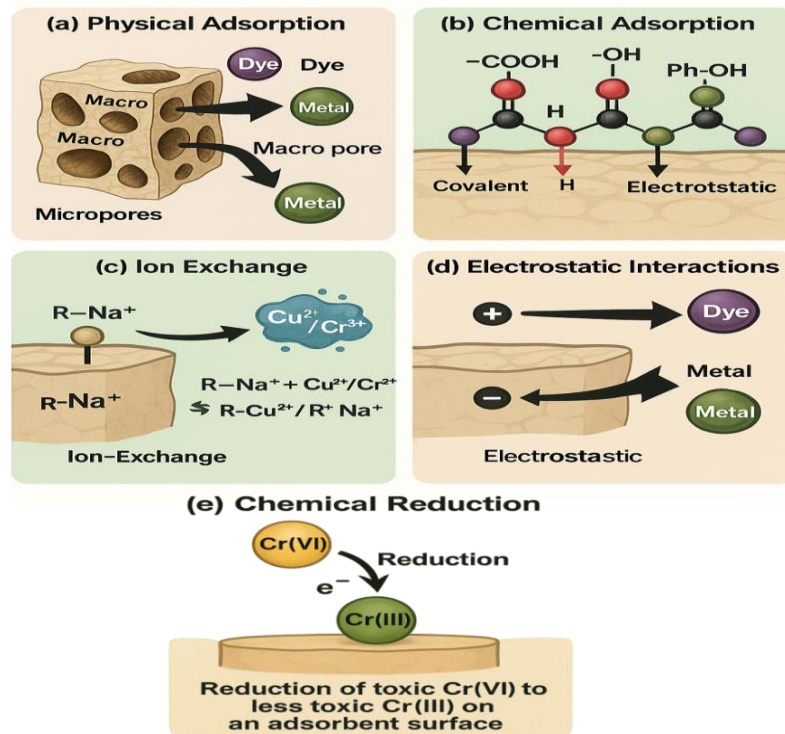 (a) Physical Adsorption
Dye Dye
Macro
Metal
Macro
Macro pore
Metal
Micropores
(b) Chemical Adsorption
–COOH
-OH
Ph-OH
H
Covalent
H
Electrotstatic
(c) Ion Exchange
R–Na⁺
Cu²⁺/Cr³⁺
R-Na⁺
R–Na⁺ + Cu²⁺/Cr²⁺
⇆ R-Cu²⁺/R⁺ Na⁺
Ion-Exchange
(d) Electrostatic Interactions
+
Dye
Metal
−
Metal
Electrostastic
(e) Chemical Reduction
Cr(VI)
Reduction
e⁻
Cr(III)
Reduction of toxic Cr(VI) to
less toxic Cr(III) on
an adsorbent surface